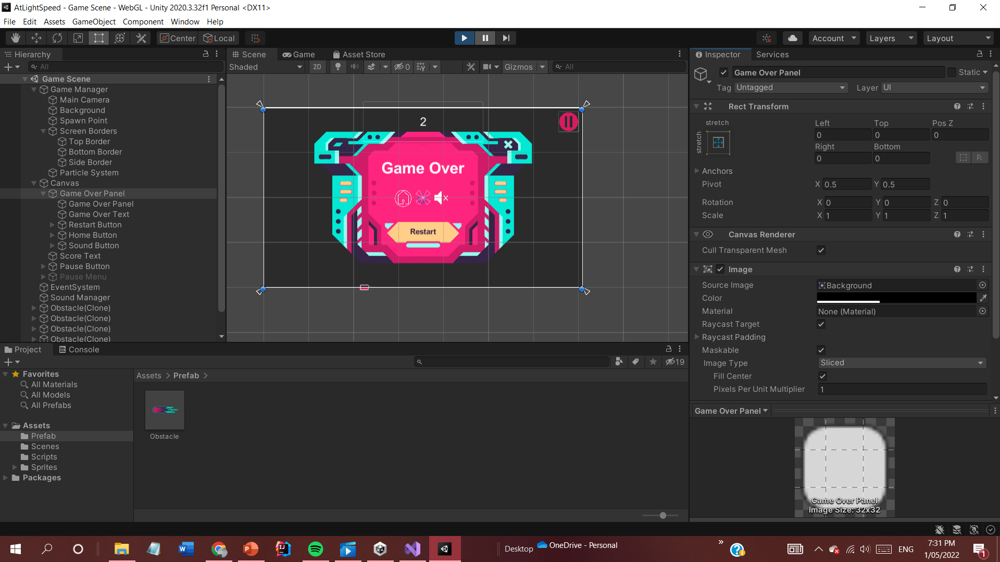 AtLightSpeed - Game Scene - WebGL - Unity 2020.3.32f1 Personal <DX11>
File Edit Assets GameObject Component Window Help
Center Local Account Layers Layout
Hierarchy
All
Game Scene
Game Manager
Main Camera
Background
Spawn Point
Screen Borders
Top Border
Bottom Border
Side Border
Particle System
Canvas
Game Over Panel
Game Over Panel
Game Over Text
Restart Button
Home Button
Sound Button
Score Text
Pause Button
Pause Menu
EventSystem
Sound Manager
Obstacle(Clone)
Obstacle(Clone)
Obstacle(Clone)
Obstacle(Clone)
Scene Game Asset Store
Shaded 2D 0 Gizmos All
2
Game Over
Restart
Inspector Services
Game Over Panel Static
Tag Untagged Layer UI
Rect Transform
stretch
stretch
Left Top Pos Z
0 0 0
Right Bottom
0 0 R
Anchors
Pivot X 0.5 Y 0.5
Rotation X 0 Y 0 Z 0
Scale X 1 Y 1 Z 1
Canvas Renderer
Cull Transparent Mesh
Image
Source Image Background
Color
Material None (Material)
Raycast Target
Raycast Padding
Maskable
Image Type Sliced
Fill Center
Pixels Per Unit Multiplier 1
Game Over Panel
Game Over Panel
Image Size: 32x32
Project Console
19
Favorites
All Materials
All Models
All Prefabs
Assets
Prefab
Scenes
Scripts
Sprites
Packages
Assets > Prefab >
Obstacle
Desktop OneDrive - Personal
ENG
7:31 PM
1/05/2022
1